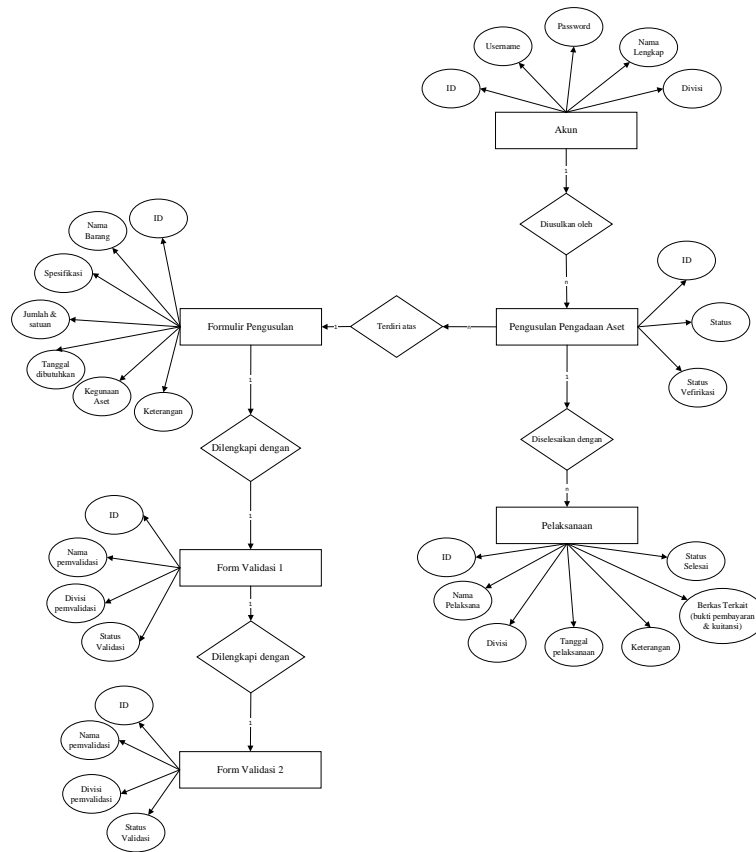 Password
Username
Nama
Lengkap
ID
Divisi
Akun
1
Diusulkan oleh
n
ID
Nama
Barang
Spesifikasi
Jumlah &
satuan
Tanggal
dibutuhkan
Kegunaan
Aset
Keterangan
Formulir Pengusulan
1
Terdiri atas
n
Pengusulan Pengadaan Aset
ID
Status
Status
Vefirikasi
1
Dilengkapi dengan
1
1
Diselesaikan dengan
n
ID
Nama
pemvalidasi
Divisi
pemvalidasi
Status
Validasi
Form Validasi 1
Pelaksanaan
ID
Nama
Pelaksana
Divisi
Tanggal
pelaksanaan
Keterangan
Berkas Terkait
(bukti pembayaran
& kuitansi)
Status
Selesai
1
Dilengkapi dengan
1
ID
Nama
pemvalidasi
Divisi
pemvalidasi
Status
Validasi
Form Validasi 2